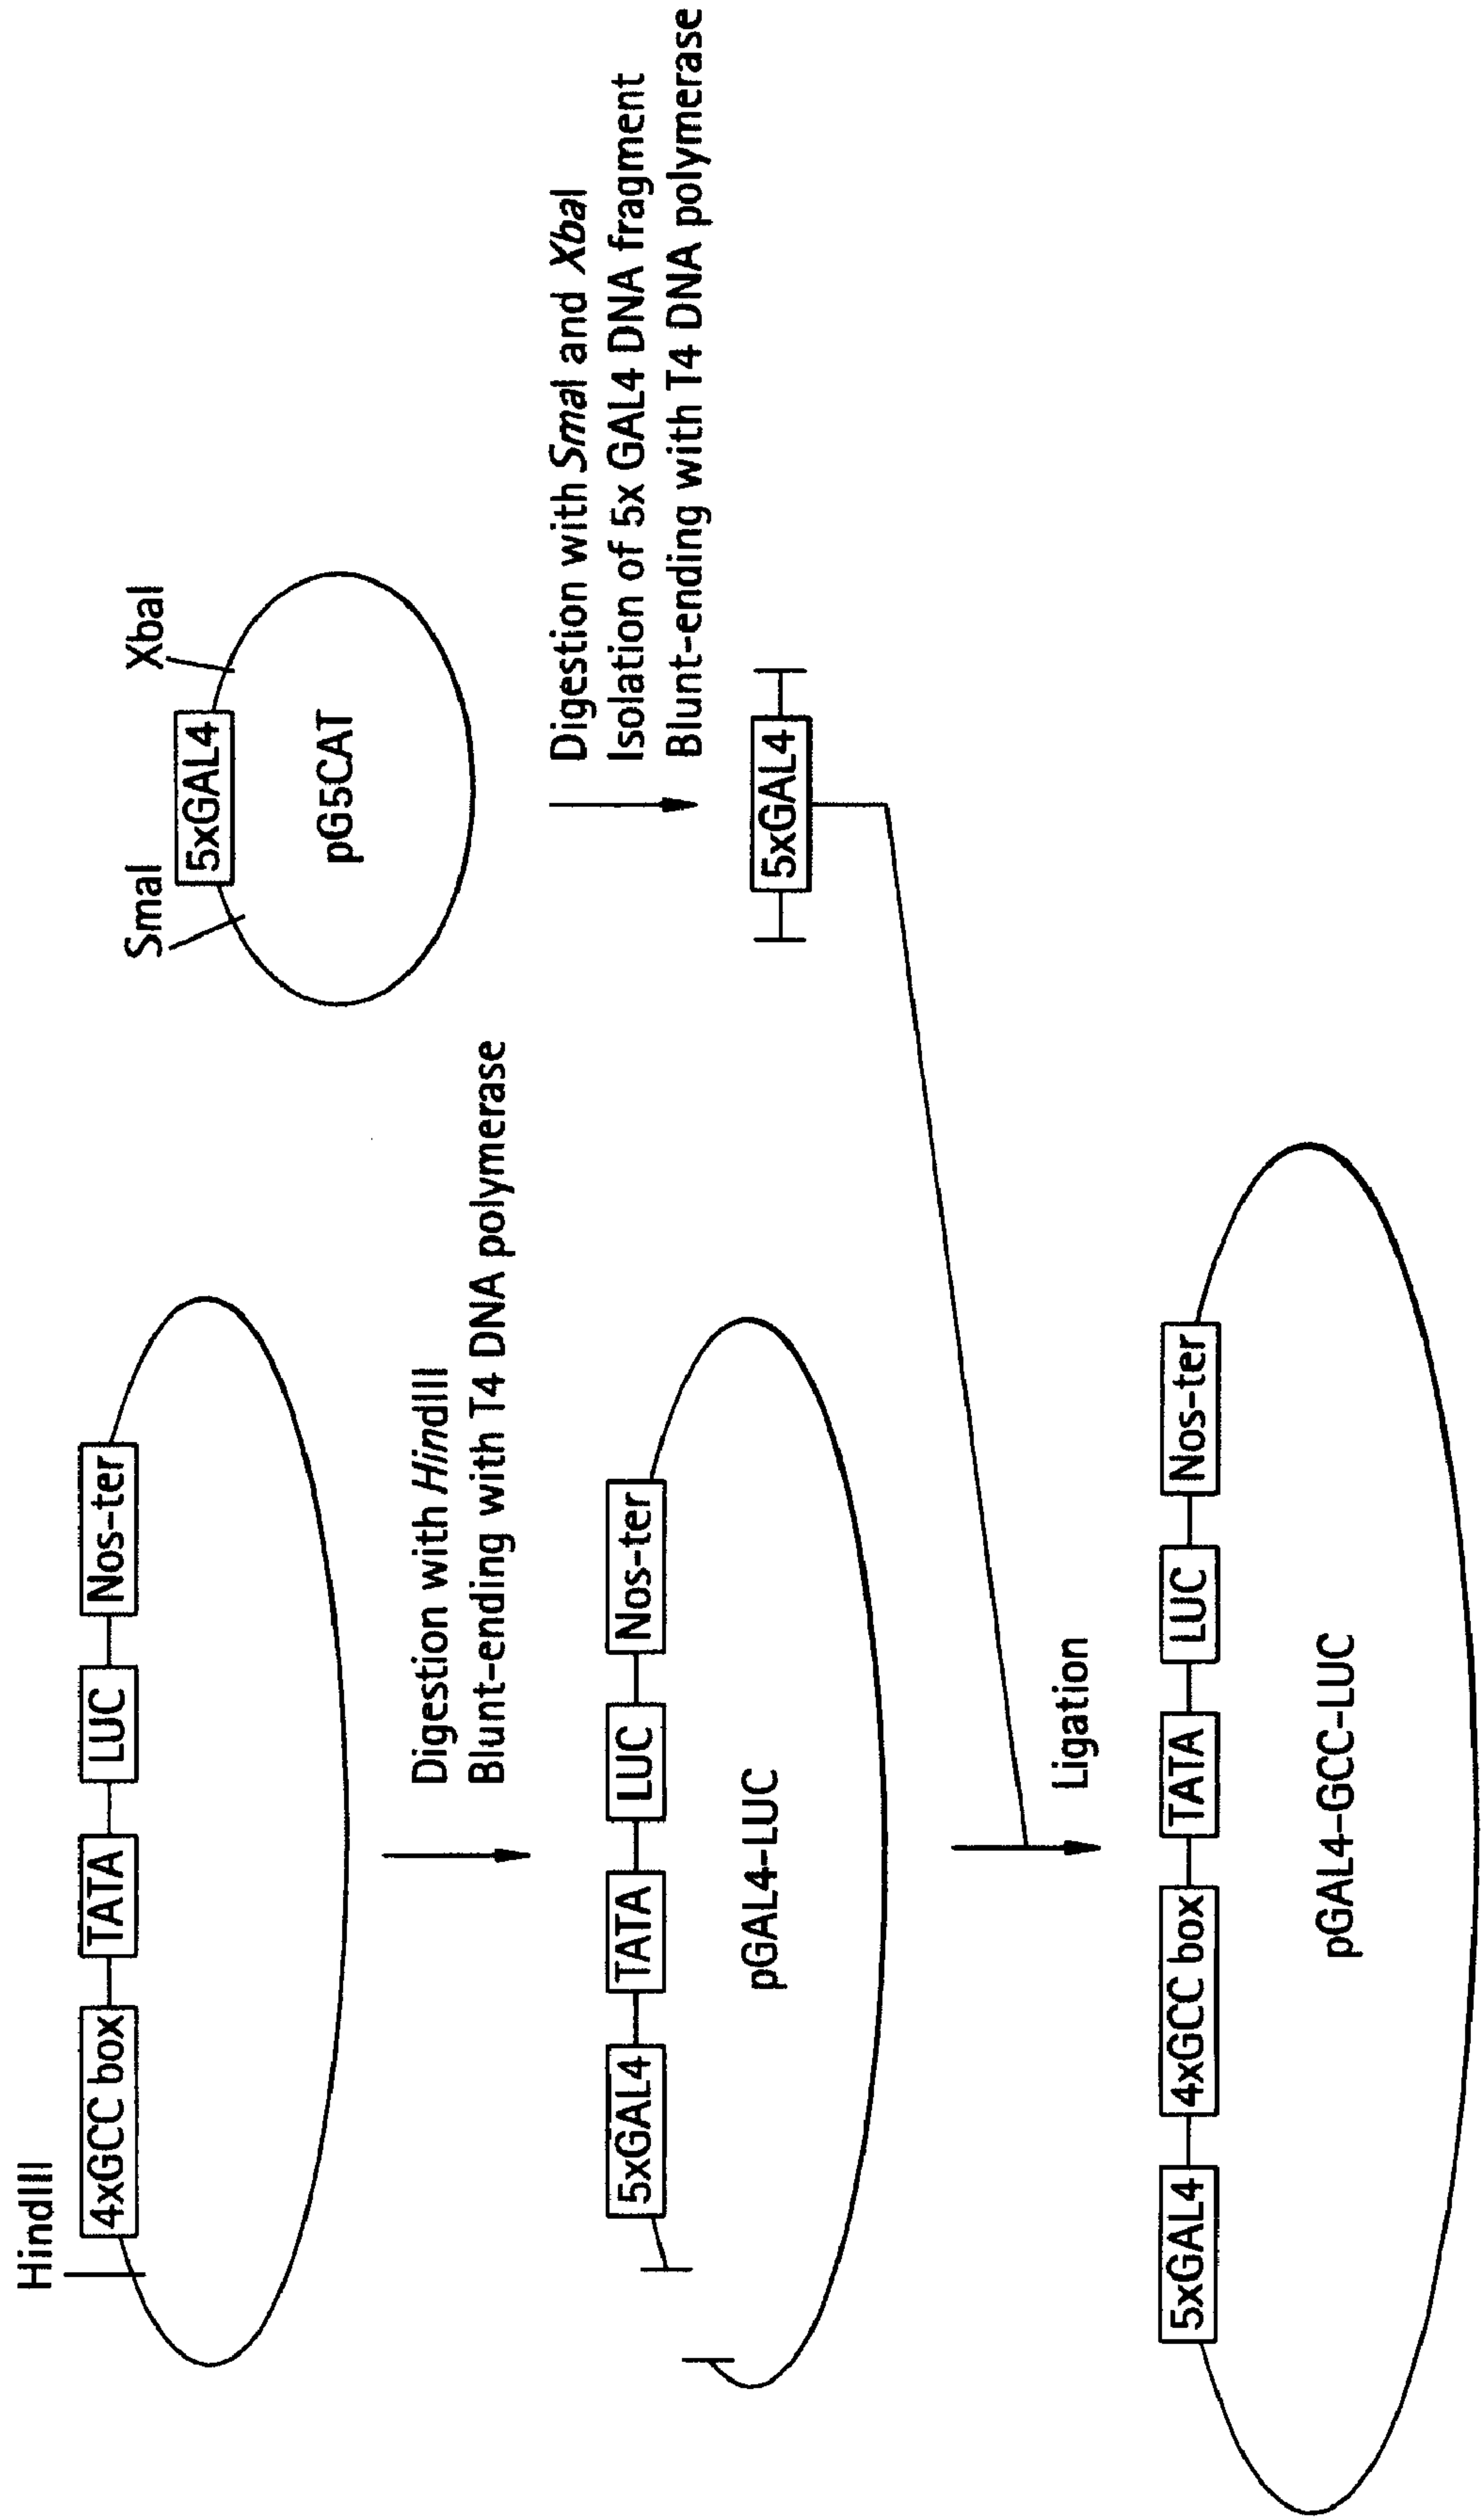 HindIII
4xGCC box
TATA
LUC
Nos-ter
SmaI
XbaI
5xGAL4
pG5CAT
Digestion with HindIII
Blunt-ending with T4 DNA polymerase
Digestion with SmaI and XbaI
Isolation of 5x GAL4 DNA fragment
Blunt-ending with T4 DNA polymerase
5xGAL4
TATA
LUC
Nos-ter
pGAL4-LUC
5xGAL4
Ligation
5xGAL4
4xGCC box
TATA
LUC
Nos-ter
pGAL4-GCC-LUC